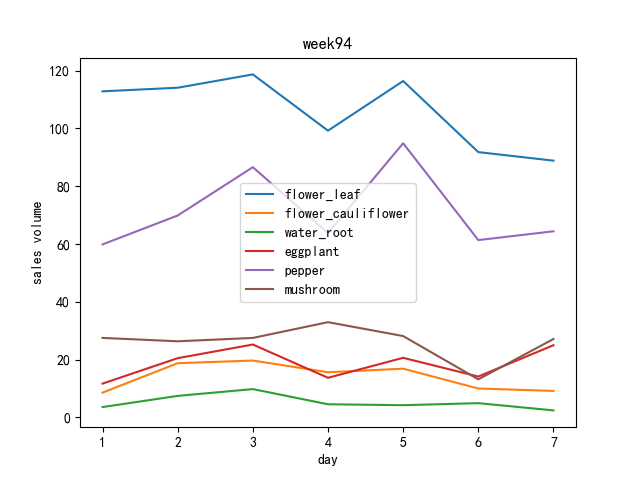 week94
120
100
80
60
40
20
0
sales volume
flower_leaf
flower_cauliflower
water_root
eggplant
pepper
mushroom
1 2 3 4 5 6 7
day